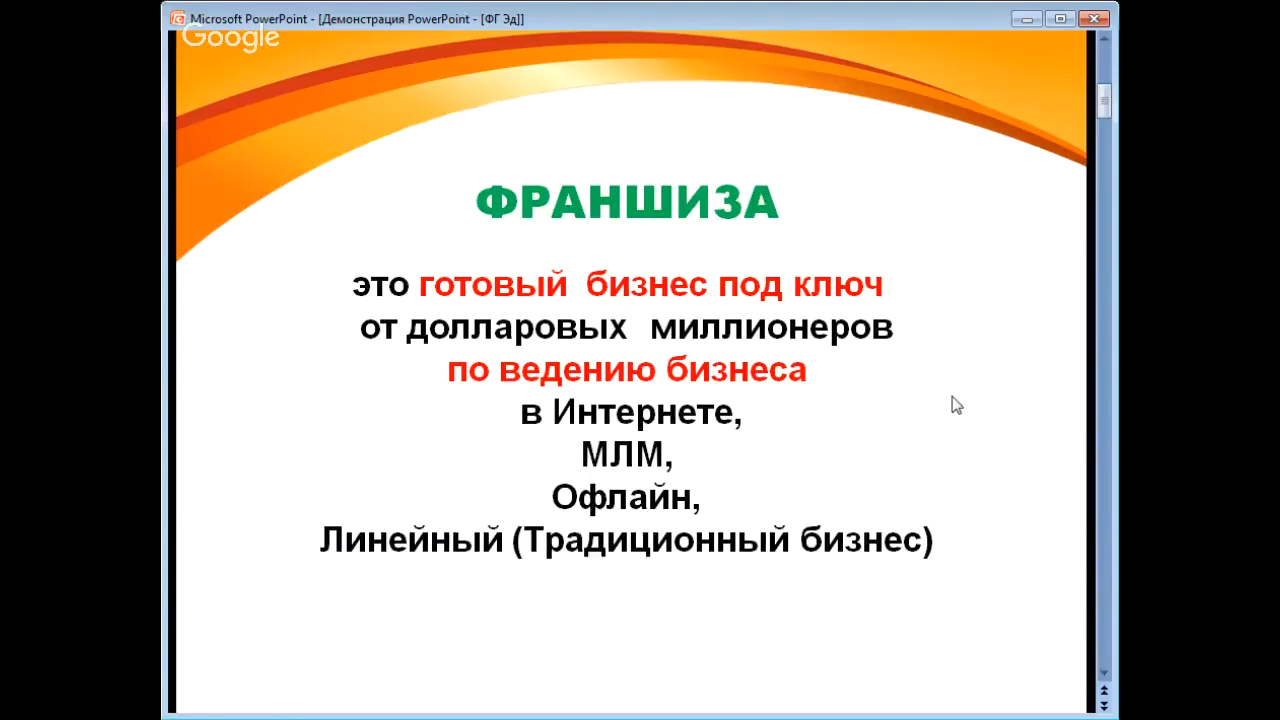 Microsoft PowerPoint - [Демонстрация PowerPoint - [ФГ Эд]]
Google
ФРАНШИЗА
это готовый бизнес под ключ
от долларовых миллионеров
по ведению бизнеса
в Интернете,
МЛМ,
Офлайн,
Линейный (Традиционный бизнес)